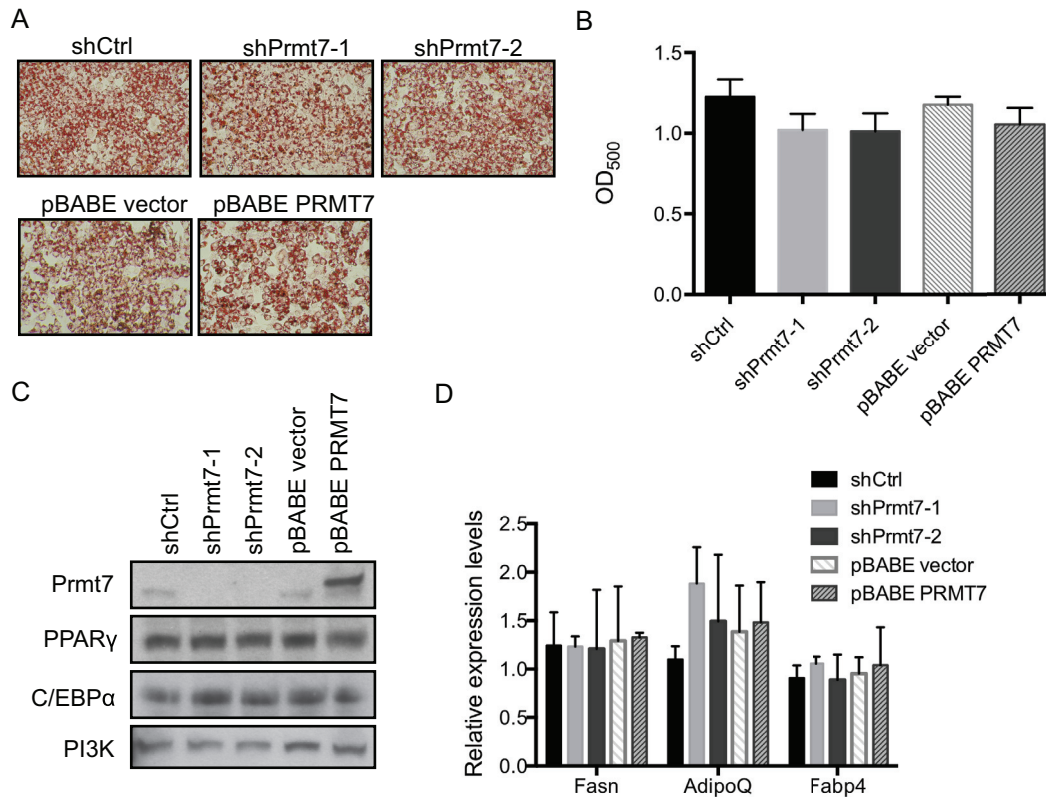 A
shCtrl
shPrmt7-1
shPrmt7-2
pBABE vector
pBABE PRMT7
B
OD500
1.5
1.0
0.5
0.0
shCtrl
shPrmt7-1
shPrmt7-2
pBABE vector
pBABE PRMT7
C
shCtrl
shPrmt7-1
shPrmt7-2
pBABE vector
pBABE PRMT7
Prmt7
PPARγ
C/EBPα
PI3K
D
shCtrl
shPrmt7-1
shPrmt7-2
pBABE vector
pBABE PRMT7
Relative expression levels
2.5
2.0
1.5
1.0
0.5
0.0
Fasn
AdipoQ
Fabp4